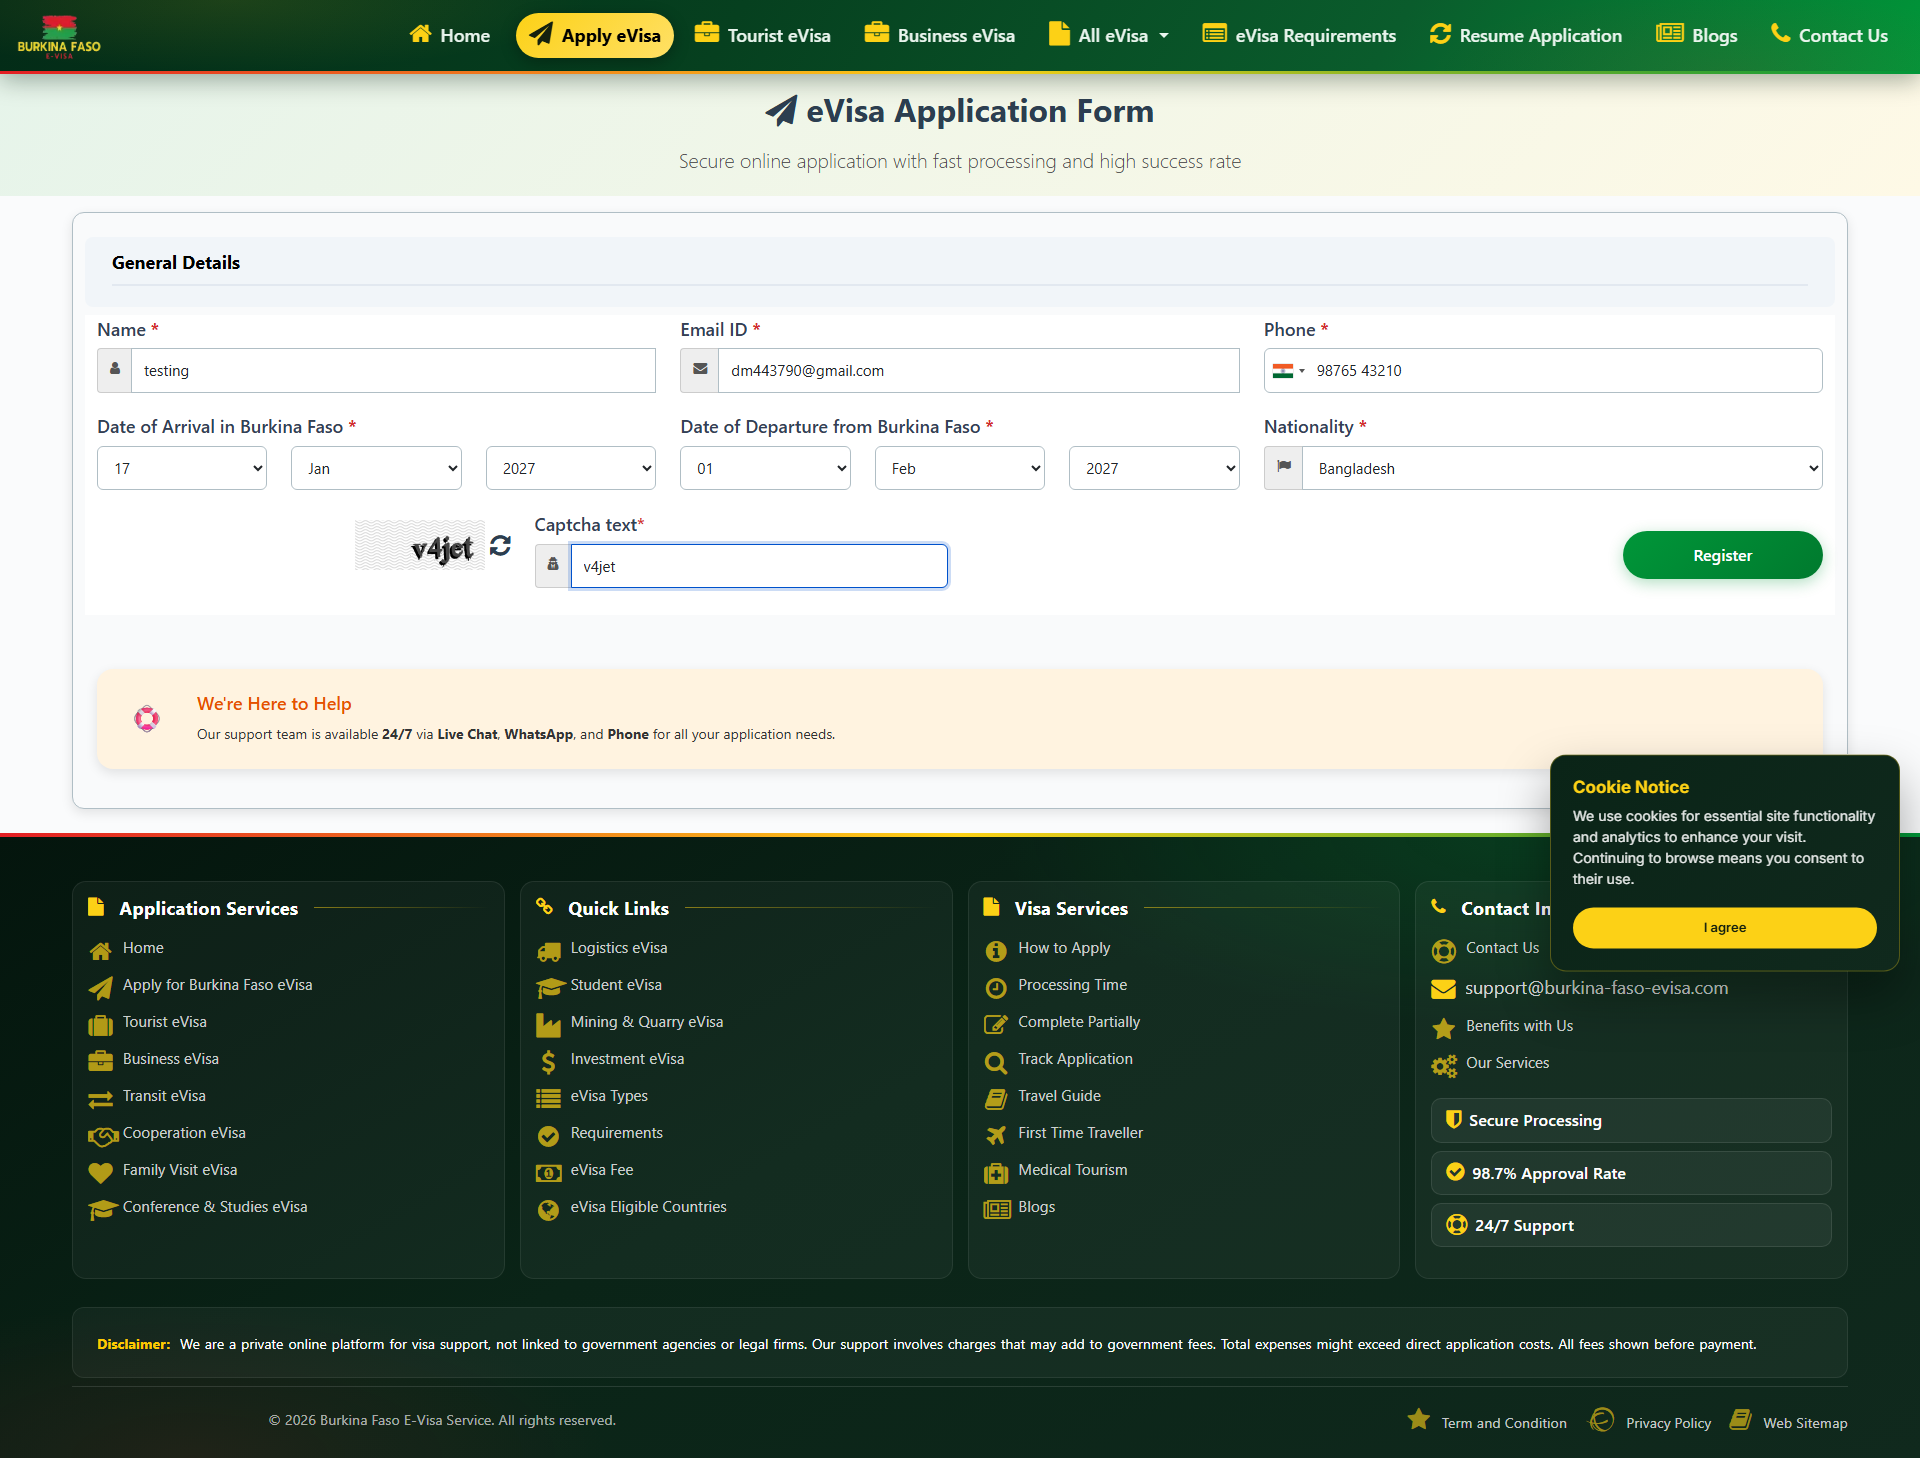 BURKINA FASO
E-VISA
Home
Apply eVisa
Tourist eVisa
Business eVisa
All eVisa
eVisa Requirements
Resume Application
Blogs
Contact Us
eVisa Application Form
Secure online application with fast processing and high success rate
General Details
Name *
Email ID *
Phone *
testing
dm443790@gmail.com
98765 43210
Date of Arrival in Burkina Faso *
Date of Departure from Burkina Faso *
Nationality *
17
Jan
2027
01
Feb
2027
Bangladesh
v4jet
Captcha text*
v4jet
Register
We're Here to Help
Our support team is available 24/7 via Live Chat, WhatsApp, and Phone for all your application needs.
Cookie Notice
We use cookies for essential site functionality
and analytics to enhance your visit.
Continuing to browse means you consent to
their use.
I agree
Application Services
Home
Apply for Burkina Faso eVisa
Tourist eVisa
Business eVisa
Transit eVisa
Cooperation eVisa
Family Visit eVisa
Conference & Studies eVisa
Quick Links
Logistics eVisa
Student eVisa
Mining & Quarry eVisa
Investment eVisa
eVisa Types
Requirements
eVisa Fee
eVisa Eligible Countries
Visa Services
How to Apply
Processing Time
Complete Partially
Track Application
Travel Guide
First Time Traveller
Medical Tourism
Blogs
Contact In
Contact Us
support@burkina-faso-evisa.com
Benefits with Us
Our Services
Secure Processing
98.7% Approval Rate
24/7 Support
Disclaimer: We are a private online platform for visa support, not linked to government agencies or legal firms. Our support involves charges that may add to government fees. Total expenses might exceed direct application costs. All fees shown before payment.
© 2026 Burkina Faso E-Visa Service. All rights reserved.
Term and Condition
Privacy Policy
Web Sitemap